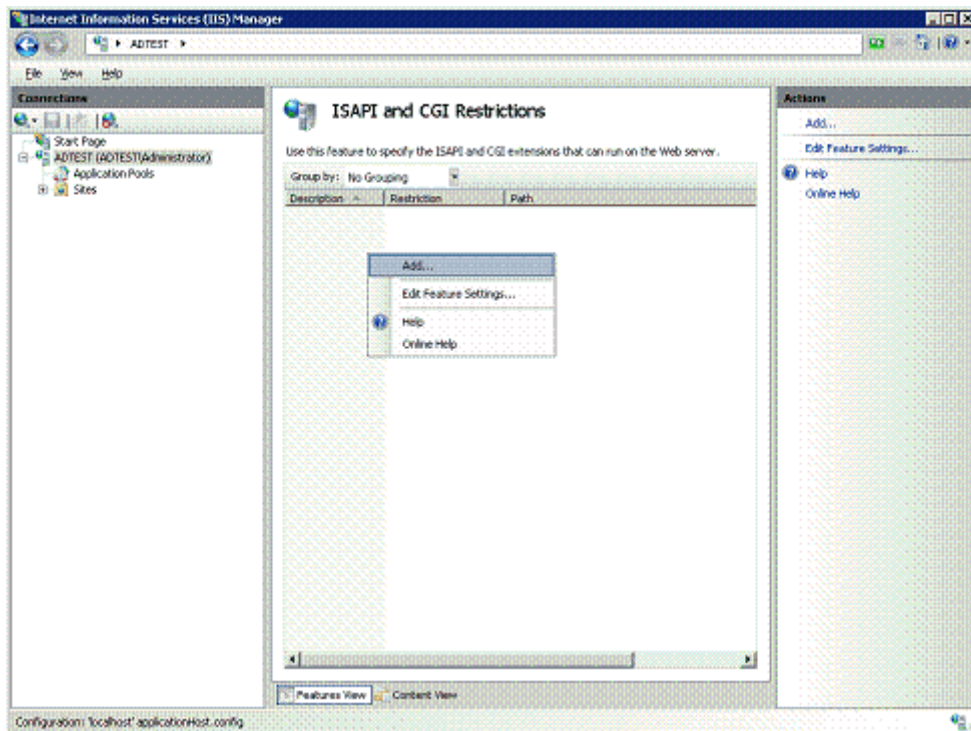 Internet Information Services (IIS) Manager
ADTEST
File View Help
Connections
Start Page
ADTEST (ADTEST\Administrator)
Application Pools
Sites
ISAPI and CGI Restrictions
Use this feature to specify the ISAPI and CGI extensions that can run on the Web server.
Group by: No Grouping
Description Restriction Path
Add...
Edit Feature Settings...
Help
Online Help
Features View Content View
Actions
Add...
Edit Feature Settings...
Help
Online Help
Configuration: 'localhost' applicationHost.config